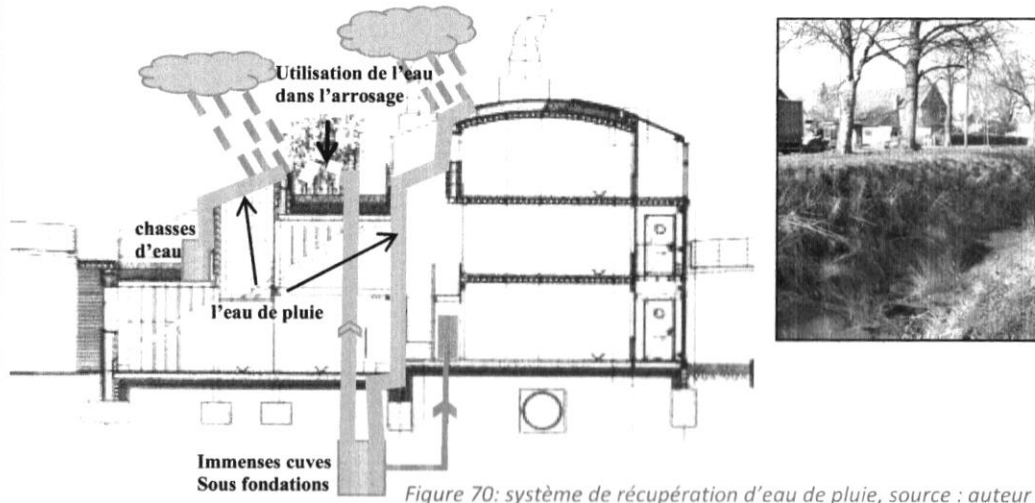 Utilisation de l'eau
dans l'arrosage
chasses
d'eau
l'eau de pluie
Immenses cuves
Sous fondations
Figure 70: système de récupération d'eau de pluie, source : auteur